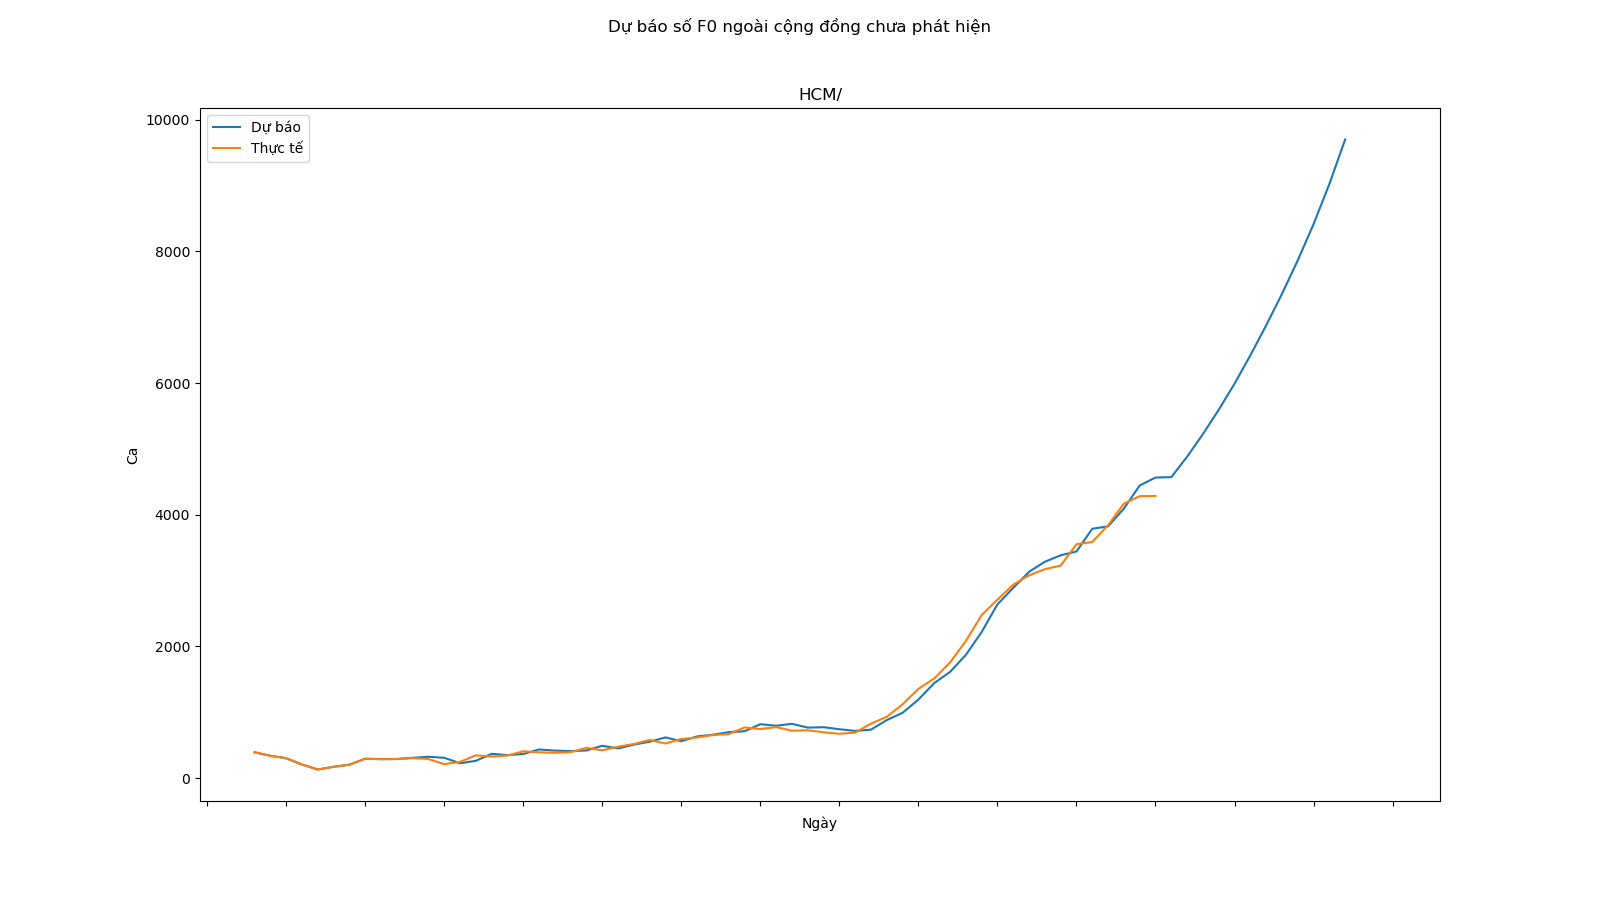 Dự báo số F0 ngoài cộng đồng chưa phát hiện
HCM/
Dự báo
Thực tế
10000
8000
6000
4000
2000
0
Ca
Ngày